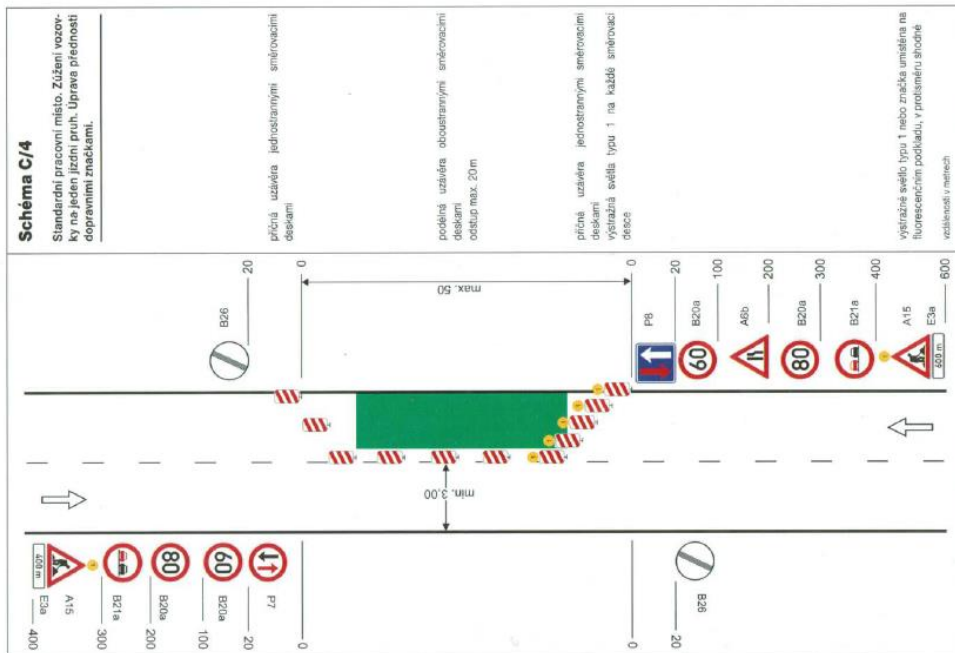 Schéma C/4
Standardní pracovní místo. Zúžení vozov-
ky na jeden jízdní pruh. Úprava přednosti
dopravními značkami.
příčná uzávěra jednostrannými směrovacími
deskami
podélná uzávěra oboustrannými směrovacími
deskami
odstup max. 20m
příčná uzávěra jednostrannými směrovacími
deskami
výstražná světla typu 1 na každé směrovací
desce
výstražné světlo typu 1 nebo značka umístěna na
fluorescenčním podkladu, v protisměru shodně
vzdálenosti v metrech
20
B26
0
max. 50
0
P8
20
B20a
60
100
A6b
200
B20a
80
300
B21a
400
A15
E3a
600 m
600
min. 3,00
400
E3a
400 m
A15
300
B21a
200
B20a
80
100
B20a
60
20
P7
0
0
20
B26